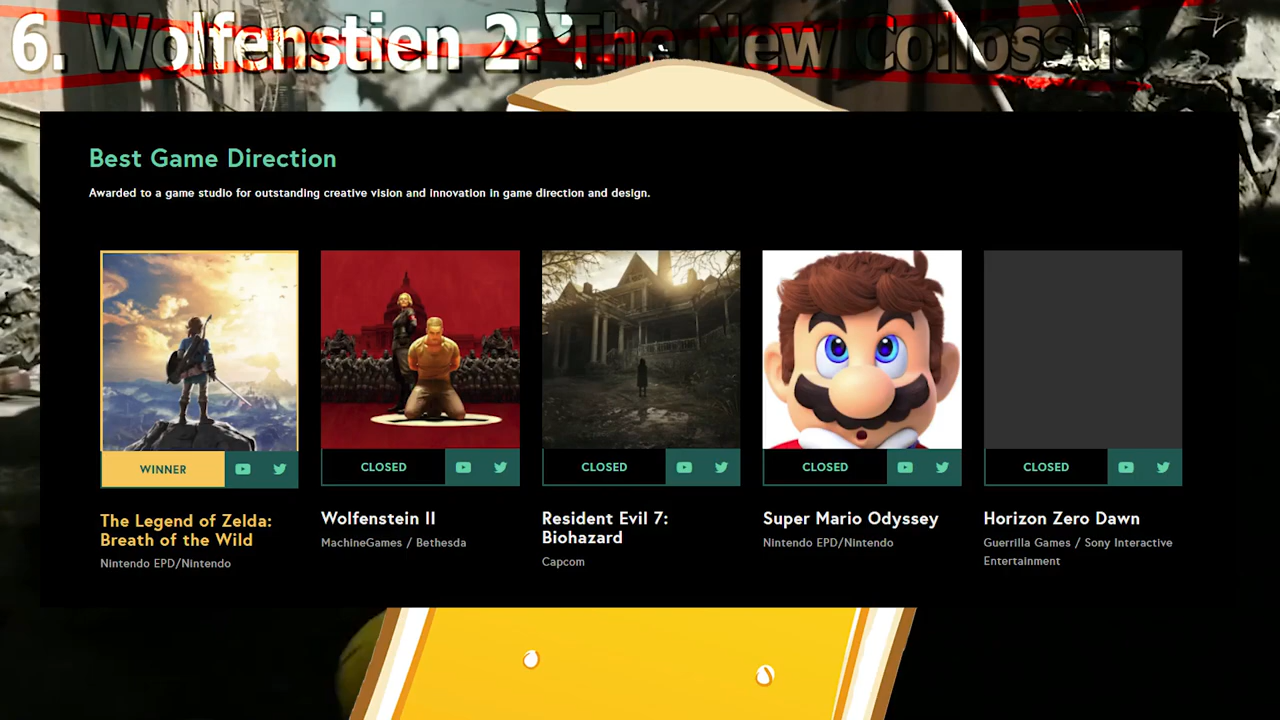 6. Wolfenstien 2: The New Collossus
Best Game Direction
Awarded to a game studio for outstanding creative vision and innovation in game direction and design.
WINNER
CLOSED
CLOSED
CLOSED
CLOSED
The Legend of Zelda:
Breath of the Wild
Nintendo EPD/Nintendo
Wolfenstein II
MachineGames / Bethesda
Resident Evil 7:
Biohazard
Capcom
Super Mario Odyssey
Nintendo EPD/Nintendo
Horizon Zero Dawn
Guerrilla Games / Sony Interactive
Entertainment